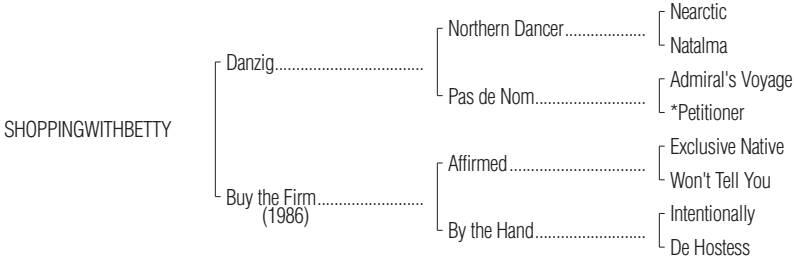 Nearctic
Northern Dancer....................
Natalma
Danzig.....................................
Admiral's Voyage
Pas de Nom...........................
*Petitioner
SHOPPINGWITHBETTY
Exclusive Native
Affirmed..................................
Won't Tell You
Buy the Firm..........................
(1986)
Intentionally
By the Hand...........................
De Hostess